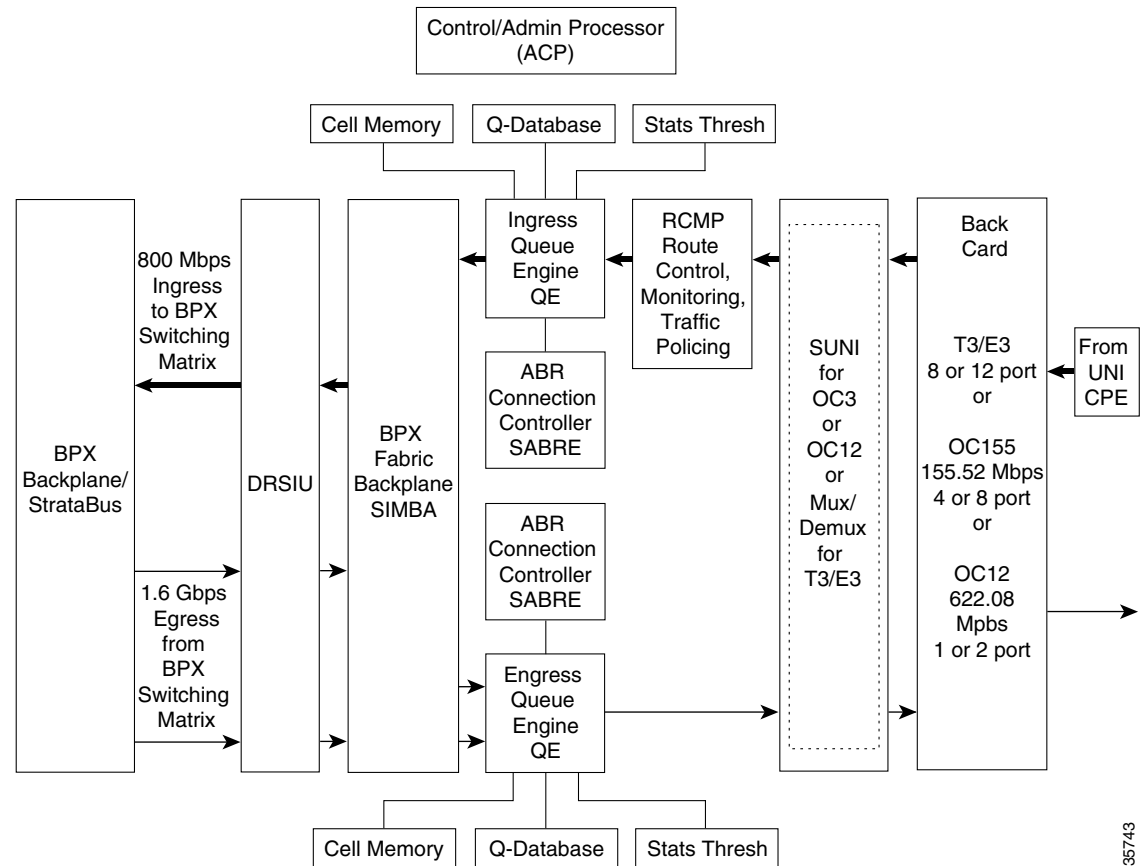 Control/Admin Processor
(ACP)
Cell Memory
Q-Database
Stats Thresh
BPX
Backplane/
StrataBus
800 Mbps
Ingress
to BPX
Switching
Matrix
1.6 Gbps
Egress
from
BPX
Switching
Matrix
DRSIU
BPX
Fabric
Backplane
SIMBA
Ingress
Queue
Engine
QE
ABR
Connection
Controller
SABRE
ABR
Connection
Controller
SABRE
Engress
Queue
Engine
QE
RCMP
Route
Control,
Monitoring,
Traffic
Policing
SUNI
for
OC3
or
OC12
or
Mux/
Demux
for
T3/E3
Back
Card
T3/E3
8 or 12 port
or
OC155
155.52 Mbps
4 or 8 port
or
OC12
622.08
Mpbs
1 or 2 port
From
UNI
CPE
Cell Memory
Q-Database
Stats Thresh
35743